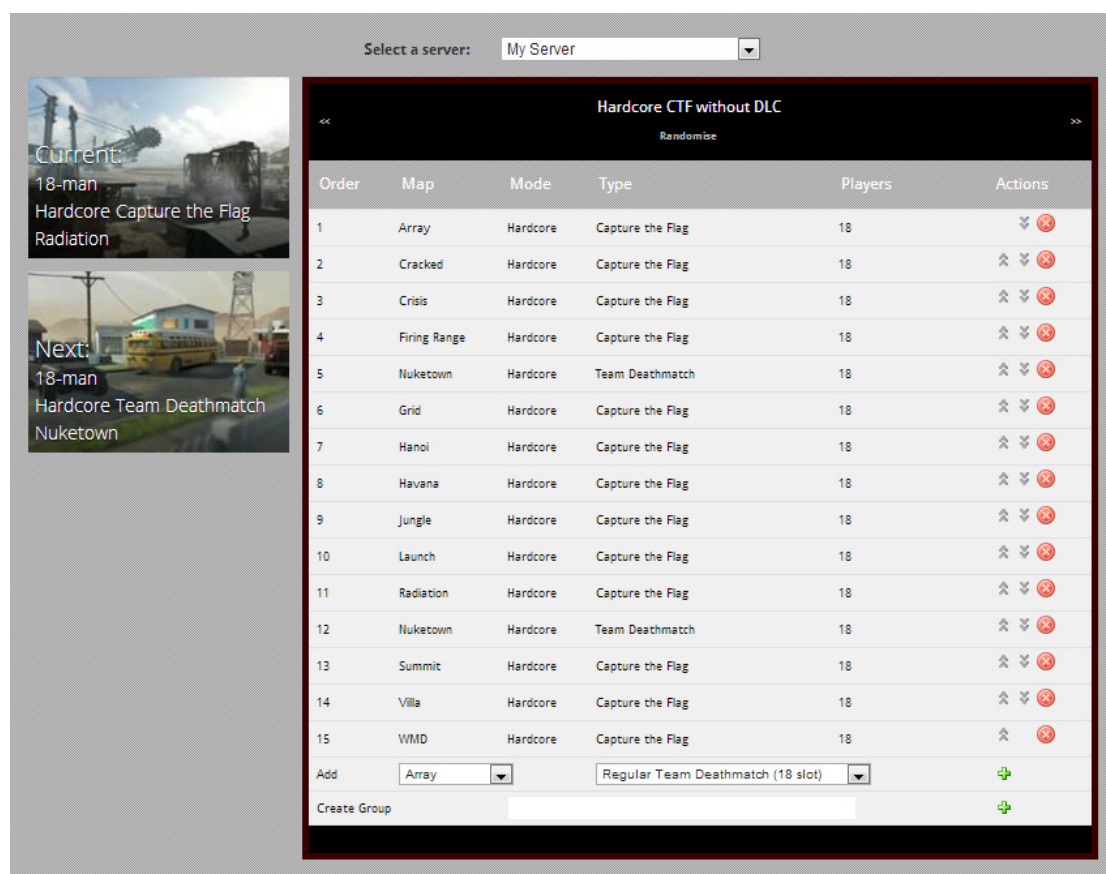 Select a server: My Server
Current:
18-man
Hardcore Capture the Flag
Radiation
Next:
18-man
Hardcore Team Deathmatch
Nuketown
<< Hardcore CTF without DLC >>
Randomise
Order Map Mode Type Players Actions
1 Array Hardcore Capture the Flag 18
2 Cracked Hardcore Capture the Flag 18
3 Crisis Hardcore Capture the Flag 18
4 Firing Range Hardcore Capture the Flag 18
5 Nuketown Hardcore Team Deathmatch 18
6 Grid Hardcore Capture the Flag 18
7 Hanoi Hardcore Capture the Flag 18
8 Havana Hardcore Capture the Flag 18
9 Jungle Hardcore Capture the Flag 18
10 Launch Hardcore Capture the Flag 18
11 Radiation Hardcore Capture the Flag 18
12 Nuketown Hardcore Team Deathmatch 18
13 Summit Hardcore Capture the Flag 18
14 Villa Hardcore Capture the Flag 18
15 WMD Hardcore Capture the Flag 18
Add Array Regular Team Deathmatch (18 slot)
Create Group